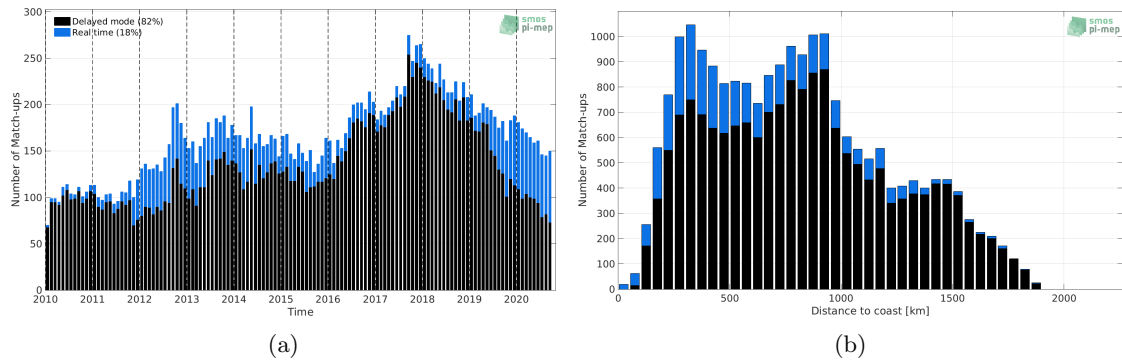 Delayed mode (82%)
Real time (18%)
smos
pi-mep
300
250
200
150
100
50
0
Number of Match-ups
2010 2011 2012 2013 2014 2015 2016 2017 2018 2019 2020
Time
(a)
smos
pi-mep
1000
900
800
700
600
500
400
300
200
100
0
Number of Match-ups
0 500 1000 1500 2000
Distance to coast [km]
(b)